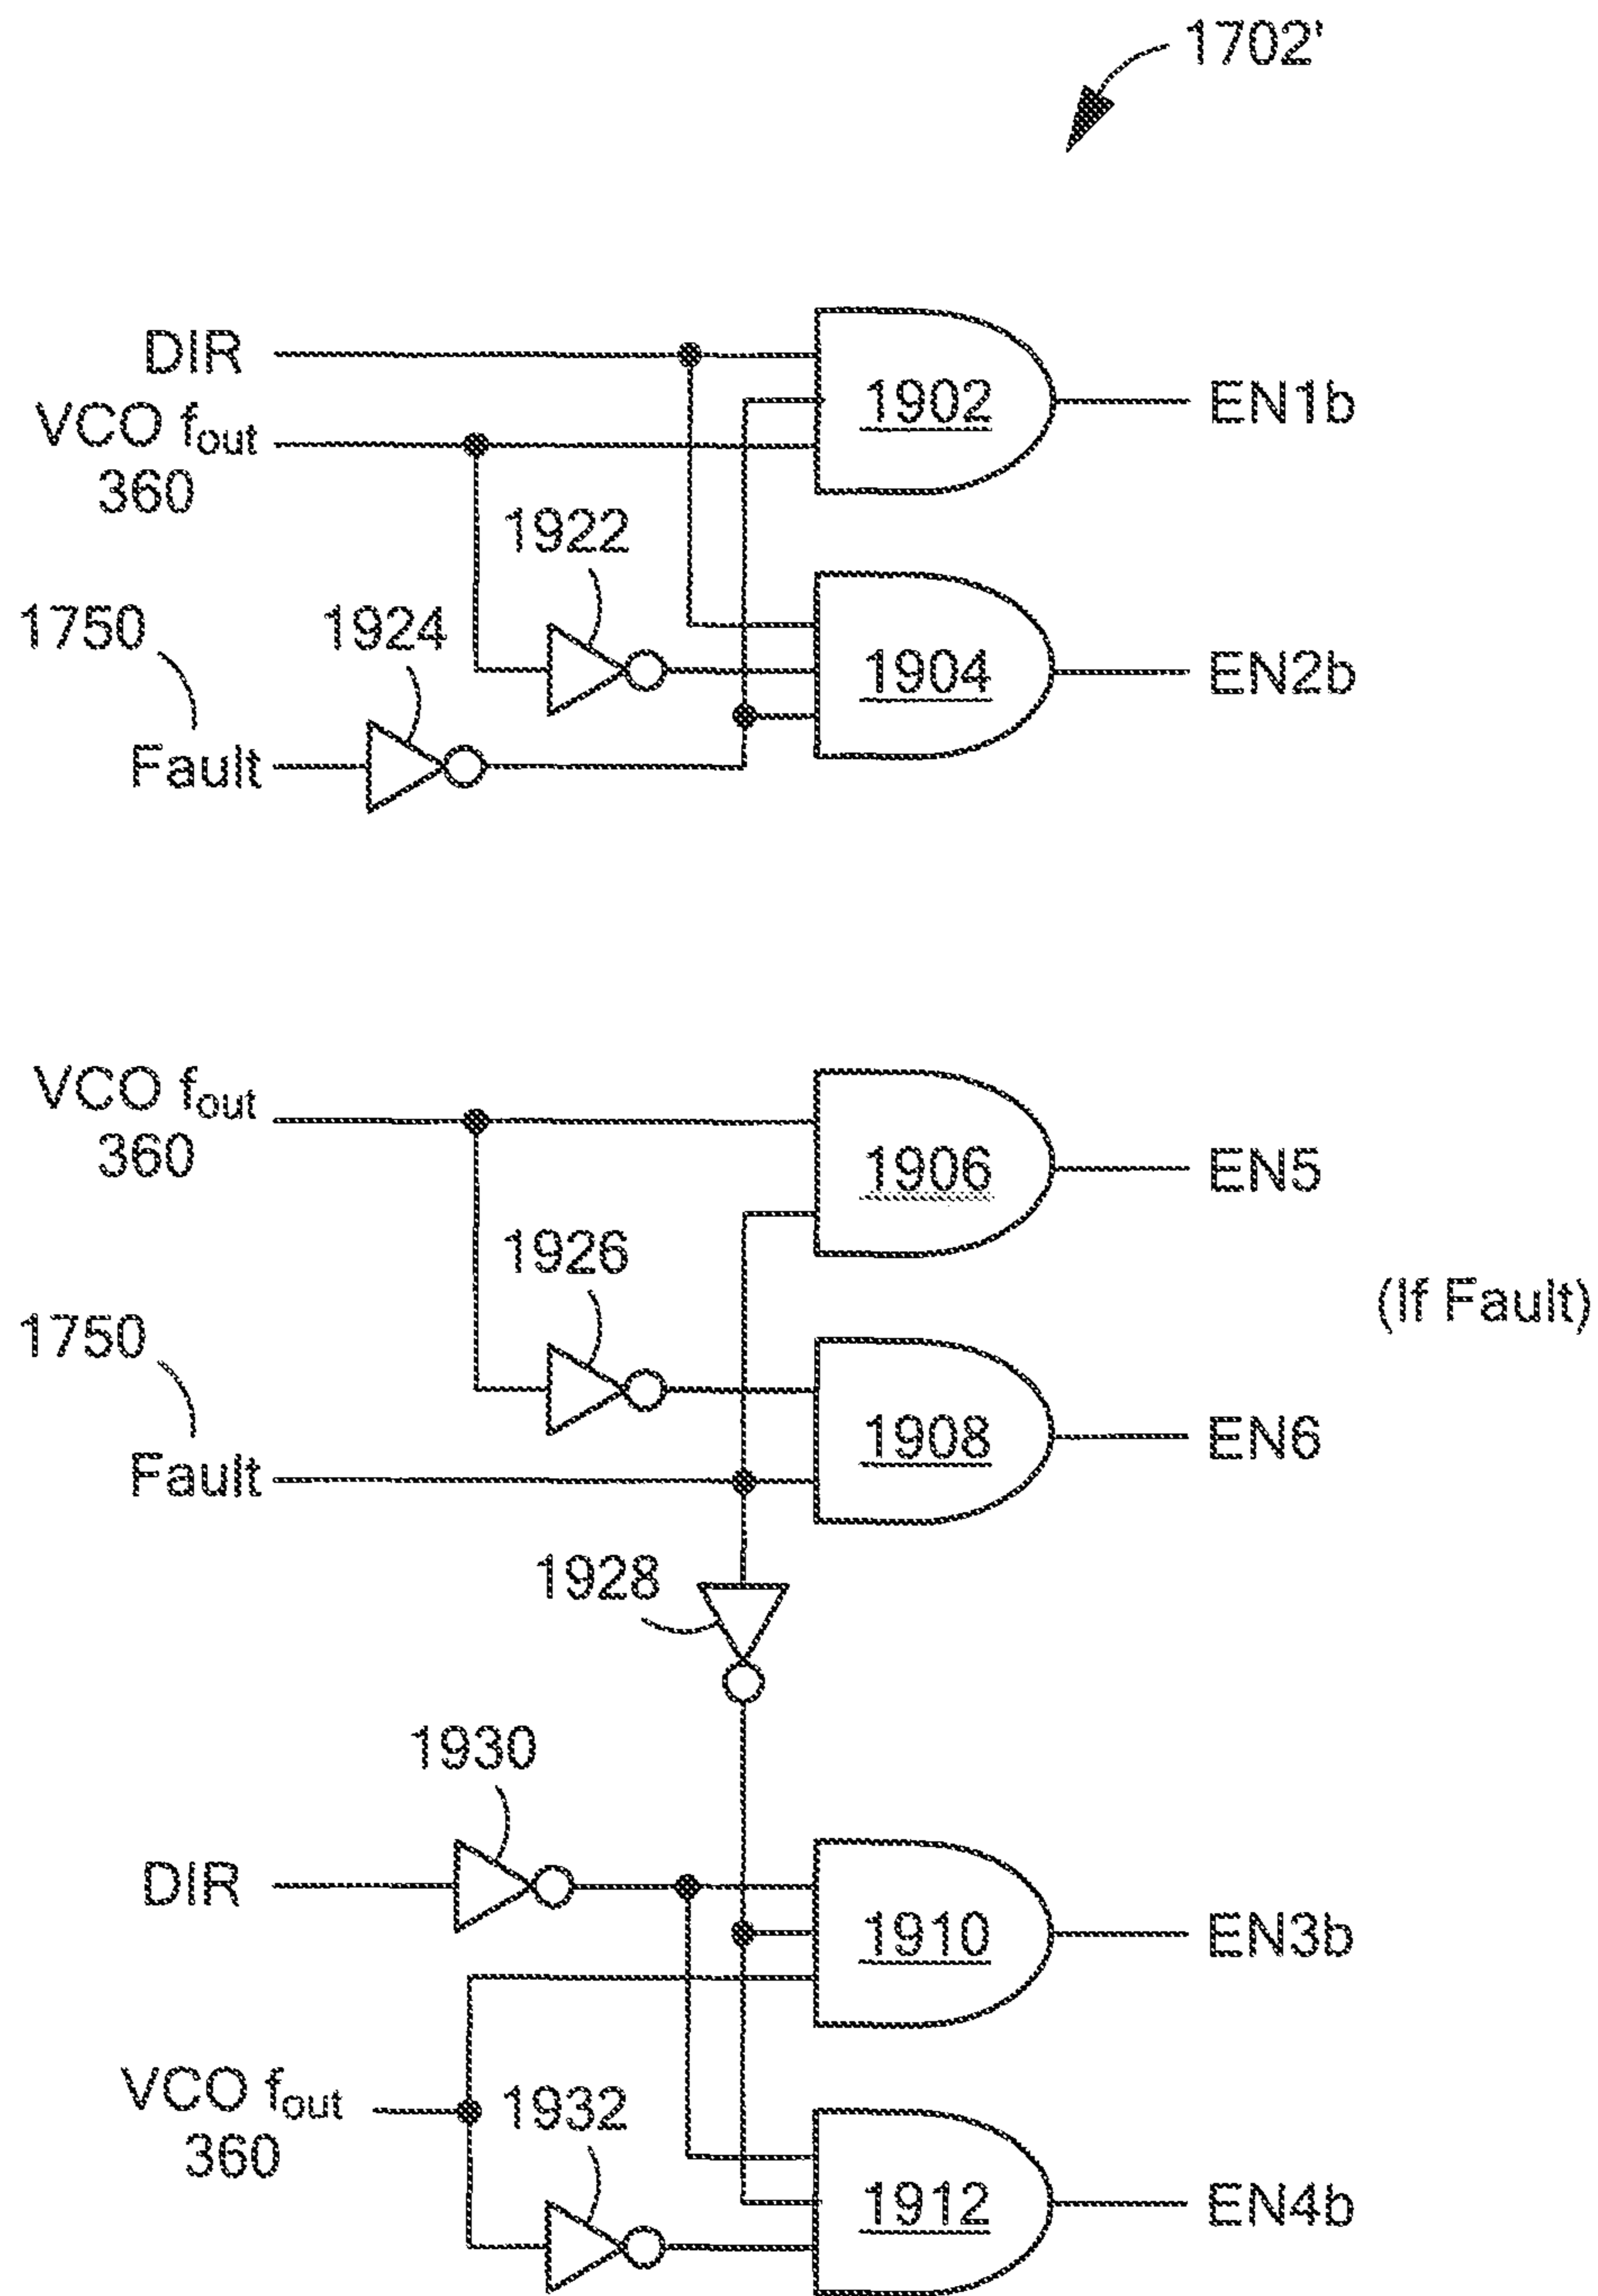 1702'
DIR
1902
EN1b
VCO fout
360
1922
1750
1924
1904
EN2b
Fault
VCO fout
360
1906
EN5
1926
(If Fault)
1750
1908
EN6
Fault
1928
1930
DIR
1910
EN3b
VCO fout
360
1932
1912
EN4b